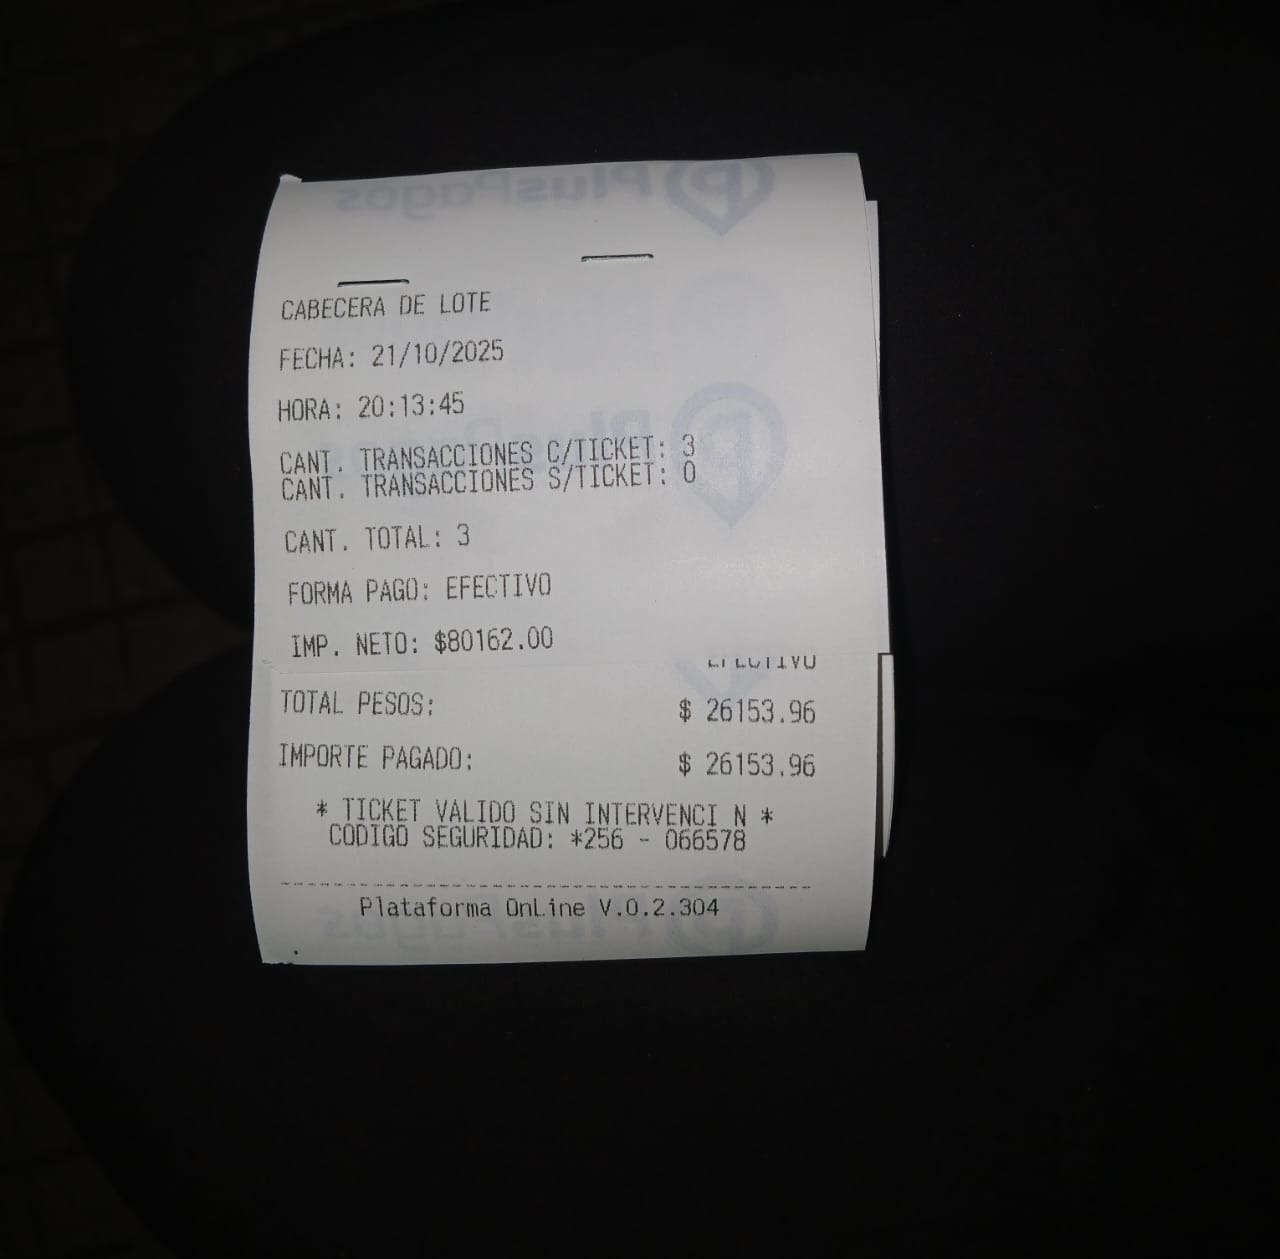 CABECERA DE LOTE
FECHA: 21/10/2025
HORA: 20:13:45
CANT. TRANSACCIONES C/TICKET: 3
CANT. TRANSACCIONES S/TICKET: 0
CANT. TOTAL: 3
FORMA PAGO: EFECTIVO
IMP. NETO: $80162.00
EFECTIVO
TOTAL PESOS: $ 26153.96
IMPORTE PAGADO: $ 26153.96
* TICKET VALIDO SIN INTERVENCI N *
CODIGO SEGURIDAD: *256 - 066578
Plataforma OnLine V.0.2.304